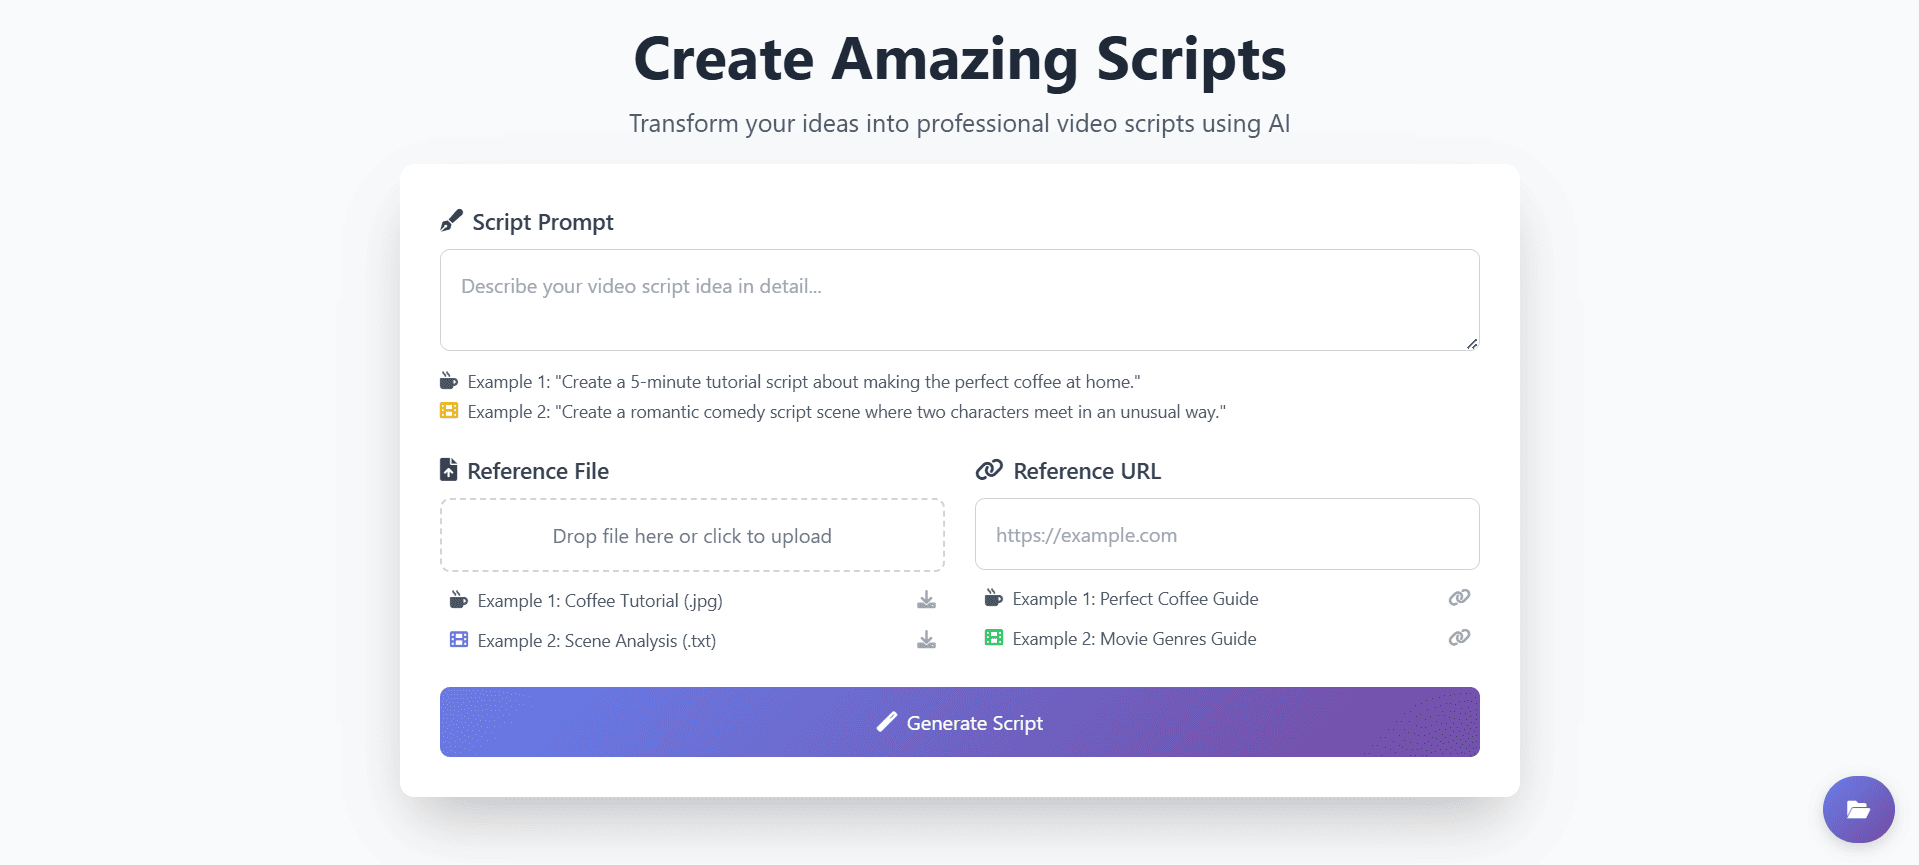 Create Amazing Scripts
Transform your ideas into professional video scripts using AI
Script Prompt
Describe your video script idea in detail...
Example 1: "Create a 5-minute tutorial script about making the perfect coffee at home."
Example 2: "Create a romantic comedy script scene where two characters meet in an unusual way."
Reference File
Drop file here or click to upload
Example 1: Coffee Tutorial (.jpg)
Example 2: Scene Analysis (.txt)
Reference URL
https://example.com
Example 1: Perfect Coffee Guide
Example 2: Movie Genres Guide
Generate Script